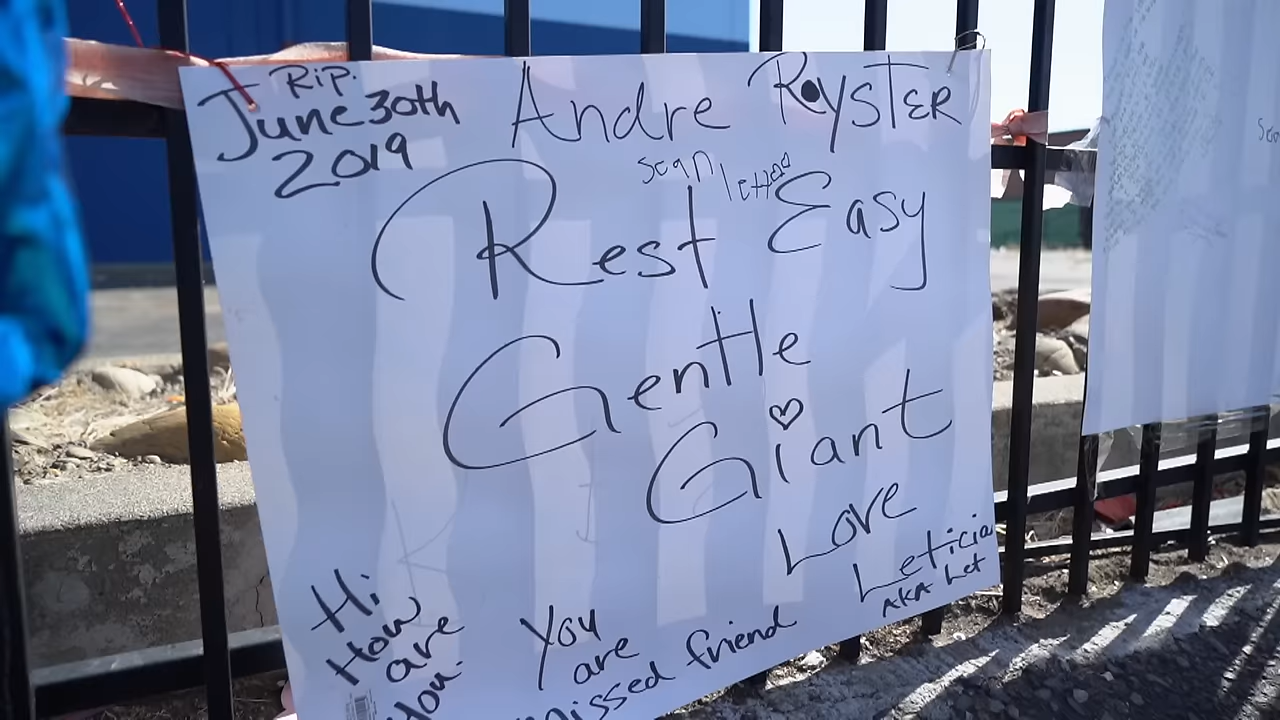 Rip.
June 30th
2019
Andre Royster
Rest Easy
Gentle
Giant
Love
Leticia
AKA Let
Hi
How
are
You.
You
are
missed friend